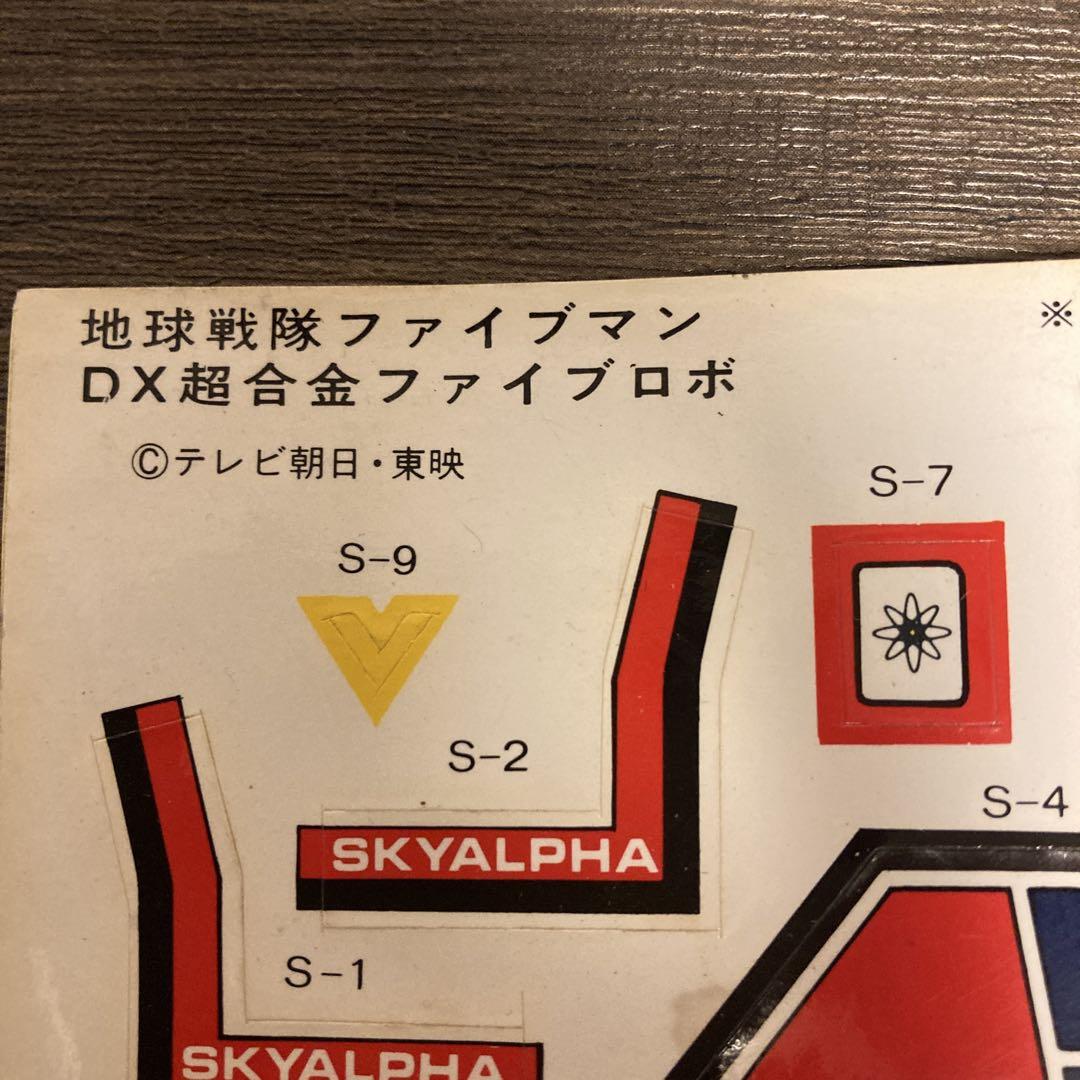 地球戦隊ファイブマン
※
DX超合金ファイブロボ
©テレビ朝日・東映
S-7
S-9
S-2
S-4
SKYALPHA
S-1
SKYALPHA